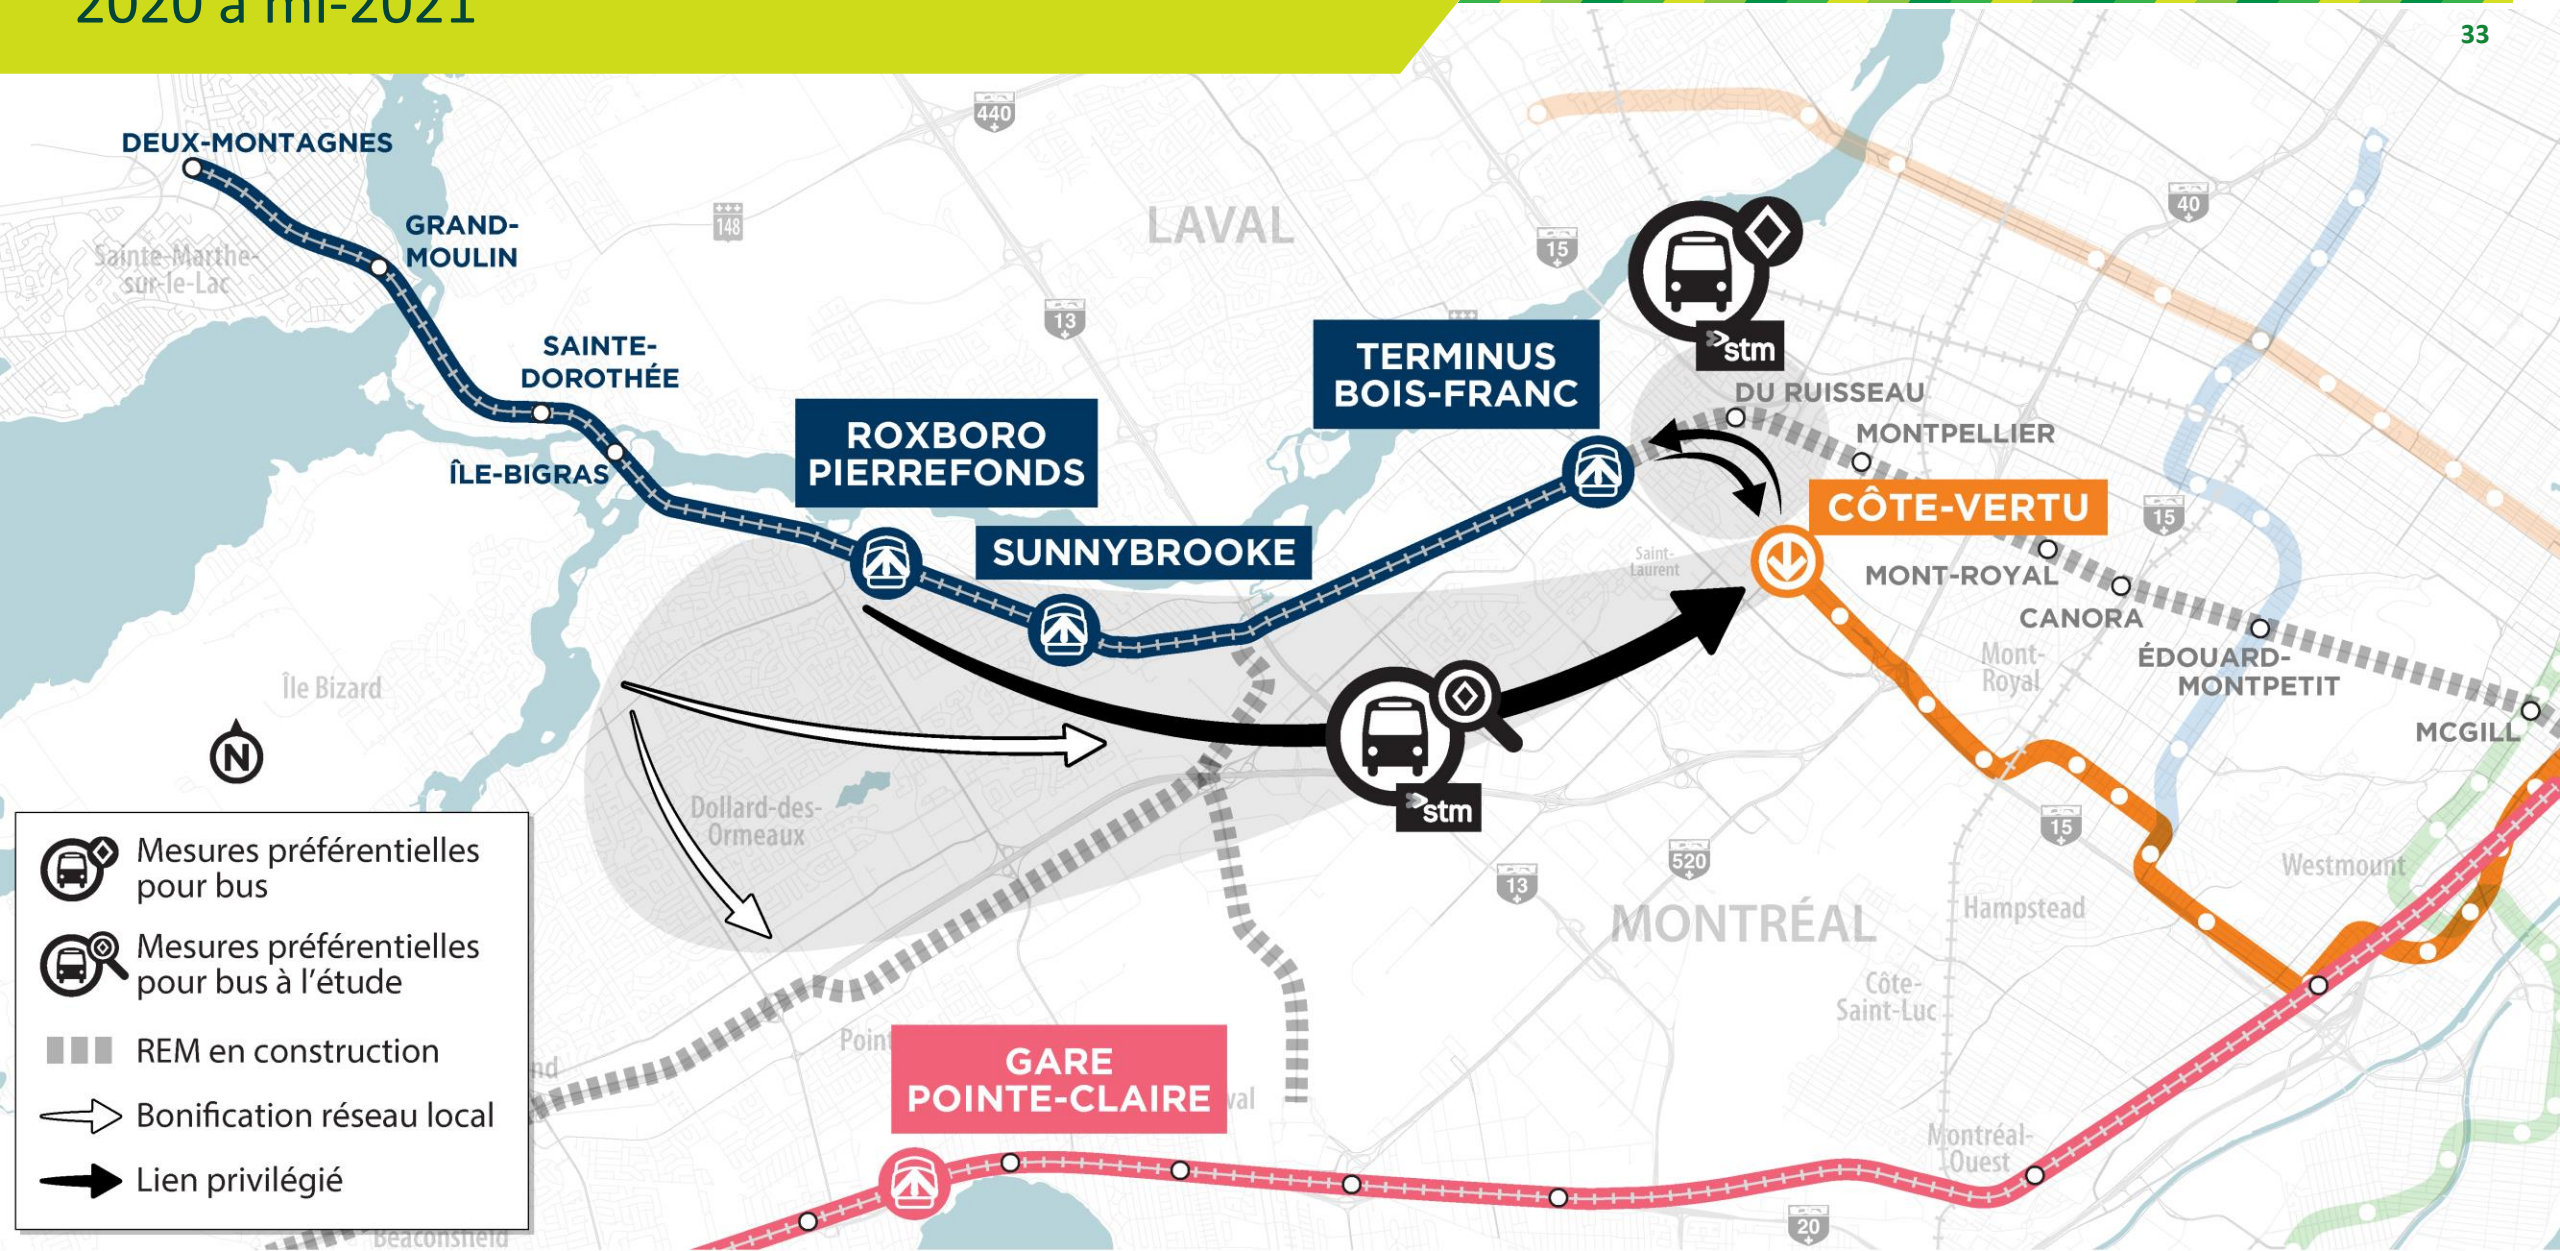 2020 à mi-2021
33
440
DEUX-MONTAGNES
148
40
GRAND-
MOULIN
LAVAL
15
Sainte-Marthe-
sur-le-Lac
13
SAINTE-
DOROTHÉE
TERMINUS
BOIS-FRANC
stm
DU RUISSEAU
ROXBORO
PIERREFONDS
MONTPELLIER
ÎLE-BIGRAS
CÔTE-VERTU
15
SUNNYBROOKE
Saint-
Laurent
MONT-ROYAL
CANORA
Mont-
Royal
ÉDOUARD-
MONTPETIT
Île Bizard
MCGILL
N
Dollard-des-
Ormeaux
stm
15
520
Westmount
13
Hampstead
MONTRÉAL
Côte-
Saint-Luc
Mesures préférentielles
pour bus
Mesures préférentielles
pour bus à l'étude
REM en construction
Bonification réseau local
Lien privilégié
GARE
POINTE-CLAIRE
Montréal-
Ouest
20
Beaconsfield